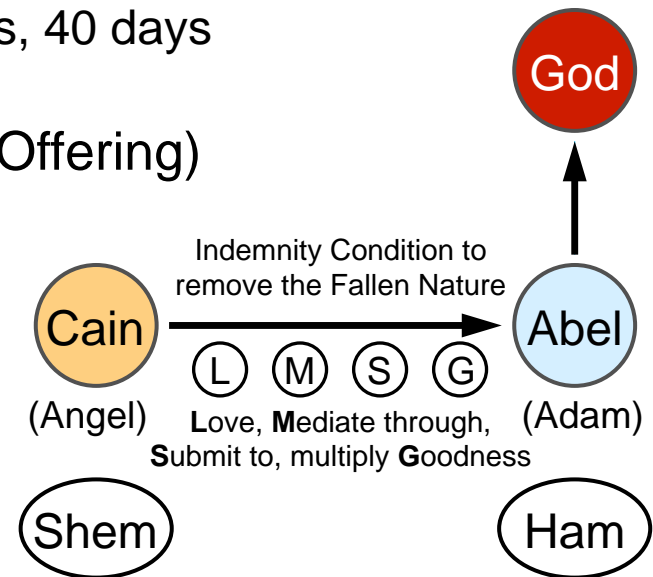 s, 40 days
God
Offering)
Indemnity Condition to
remove the Fallen Nature
Cain
Abel
L M S G
(Angel)
(Adam)
Love, Mediate through,
Submit to, multiply Goodness
Shem
Ham